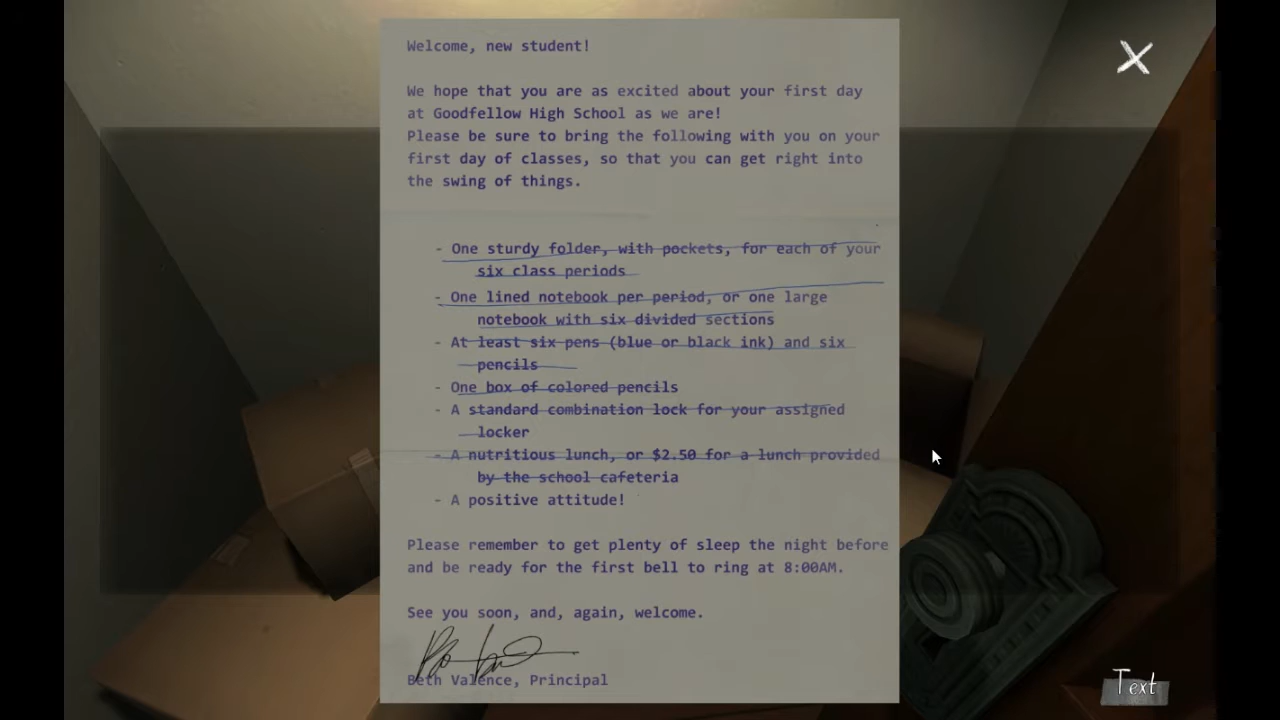 Welcome, new student!
We hope that you are as excited about your first day
at Goodfellow High School as we are!
Please be sure to bring the following with you on your
first day of classes, so that you can get right into
the swing of things.
- One sturdy folder, with pockets, for each of your
six class periods
- One lined notebook per period, or one large
notebook with six divided sections
- At least six pens (blue or black ink) and six
pencils
- One box of colored pencils
- A standard combination lock for your assigned
locker
- A nutritious lunch, or $2.50 for a lunch provided
by the school cafeteria
- A positive attitude!
Please remember to get plenty of sleep the night before
and be ready for the first bell to ring at 8:00AM.
See you soon, and, again, welcome.
Beth Valence, Principal
Text